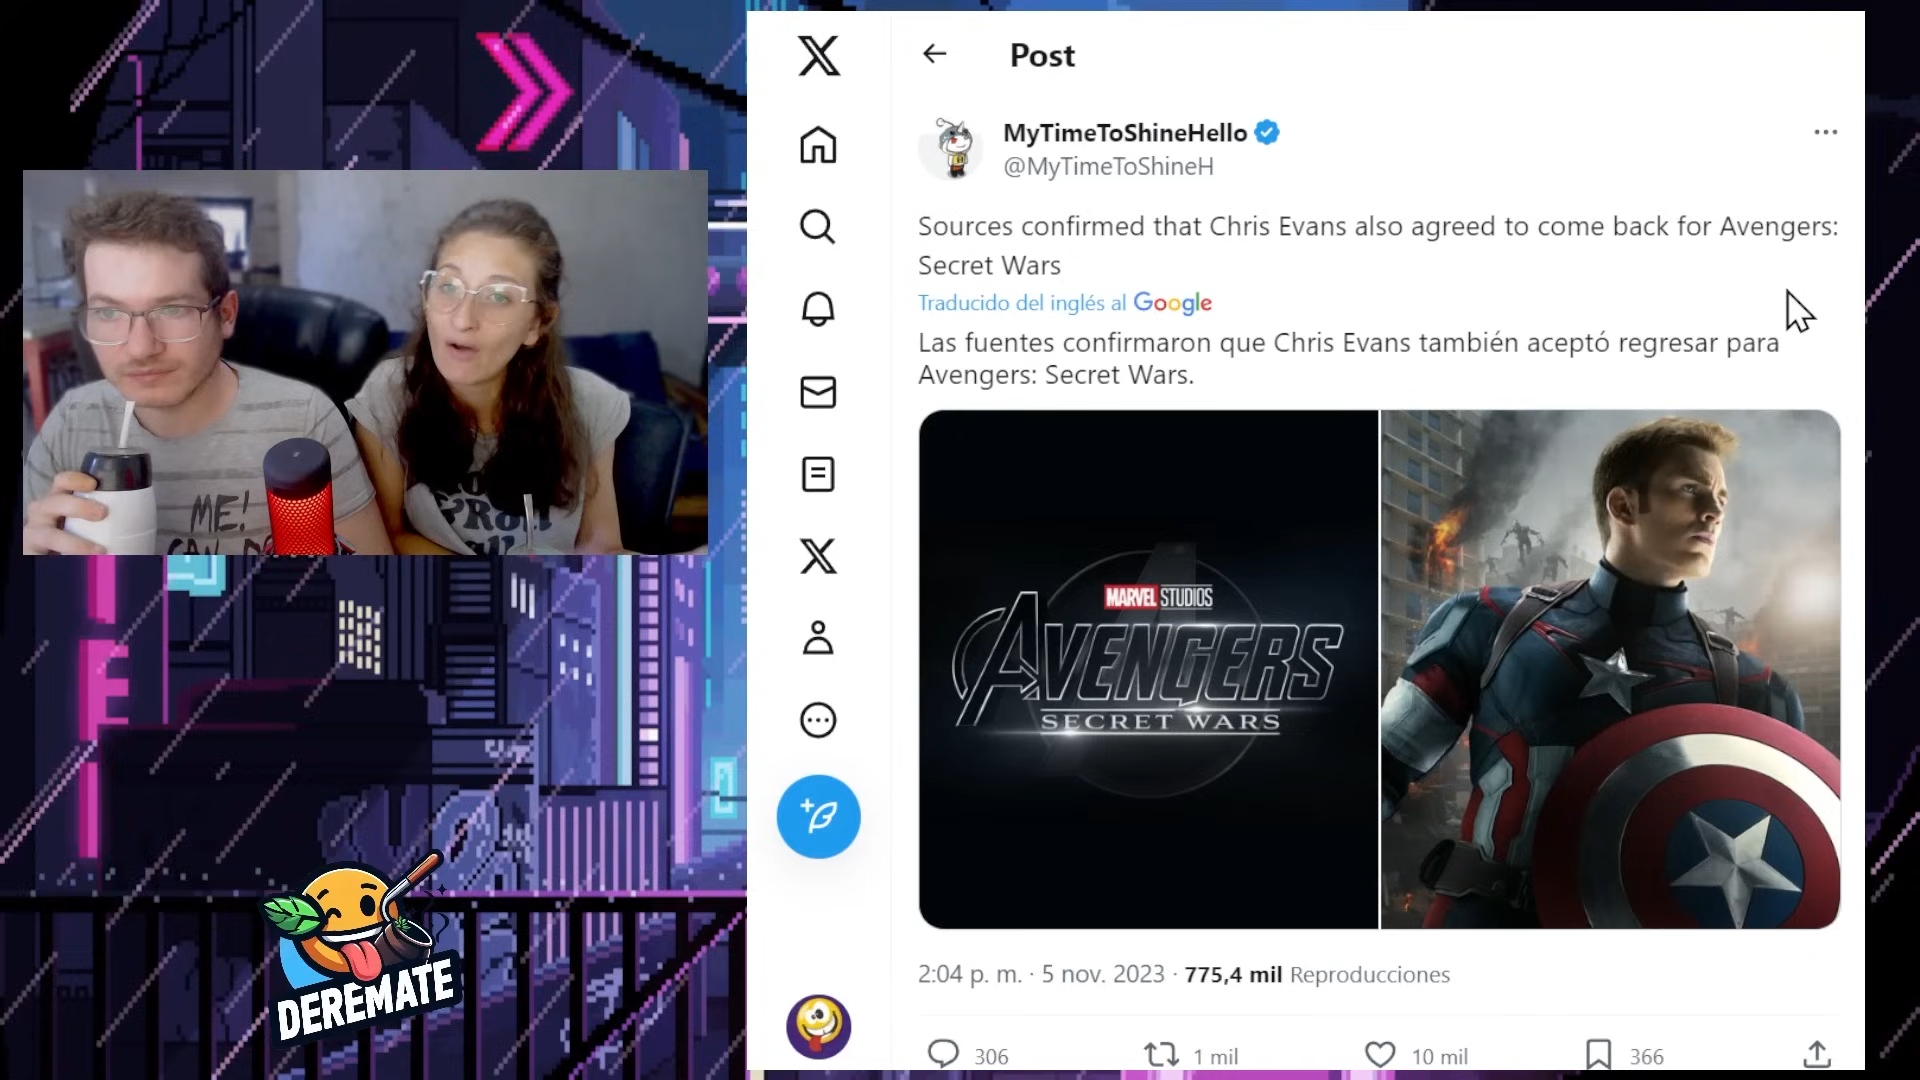 Post
MyTimeToShineHello
@MyTimeToShineH
Sources confirmed that Chris Evans also agreed to come back for Avengers:
Secret Wars
Traducido del inglés al Google
Las fuentes confirmaron que Chris Evans también aceptó regresar para
Avengers: Secret Wars.
MARVEL STUDIOS
AVENGERS
SECRET WARS
2:04 p. m. · 5 nov. 2023 · 775,4 mil Reproducciones
306
1 mil
10 mil
366
ME!
DEREMATE